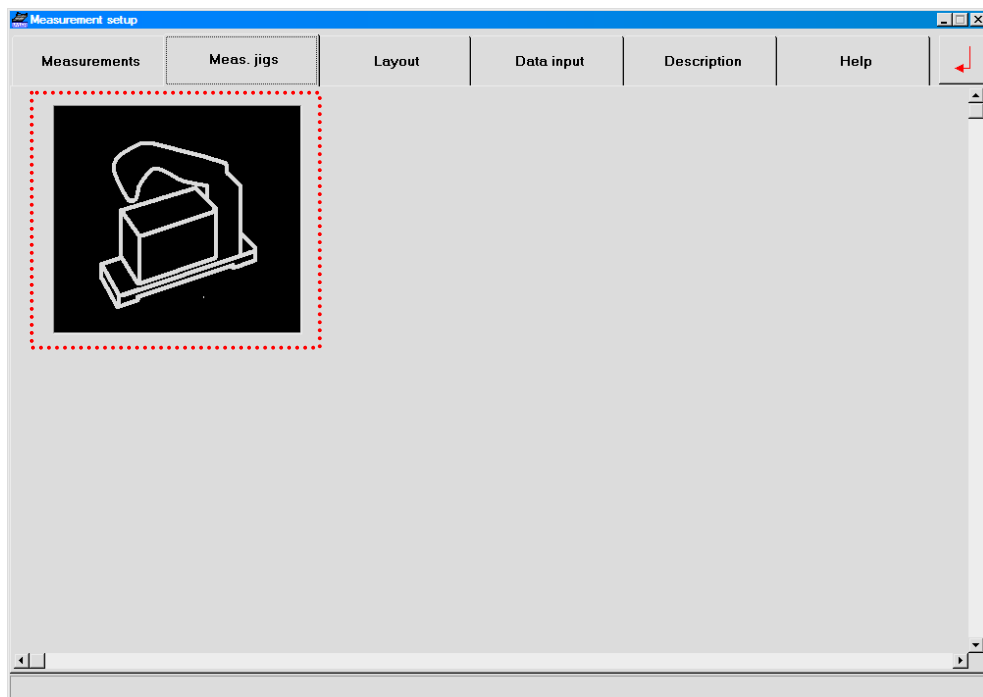 Measurement setup
Measurements
Meas. jigs
Layout
Data input
Description
Help